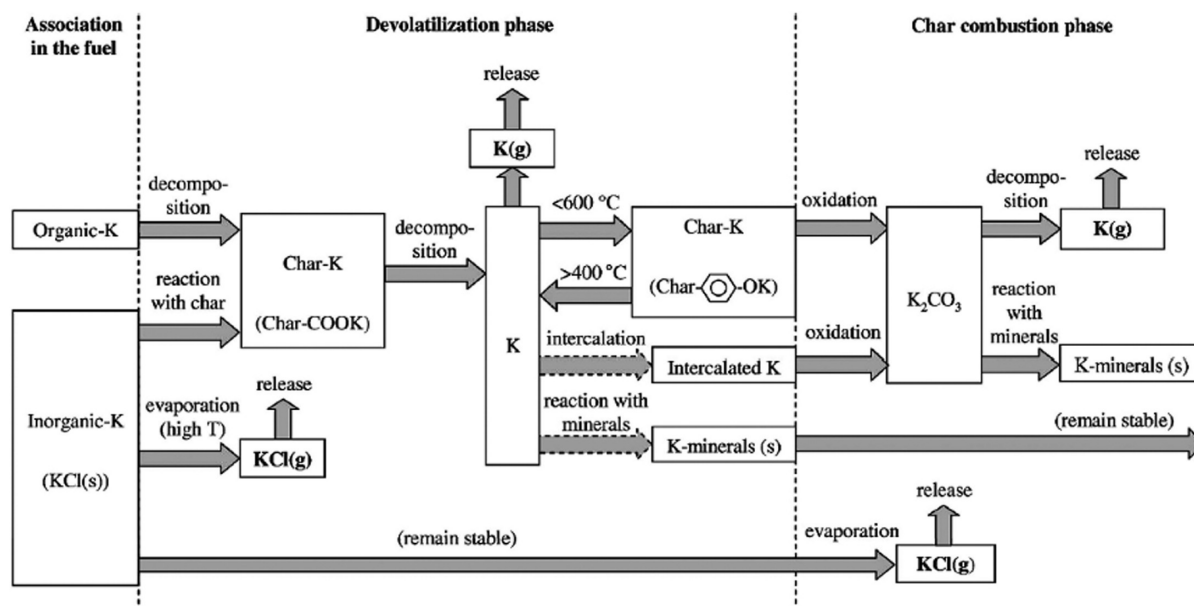 Association
in the fuel
Devolatilization phase
Char combustion phase
release
K(g)
release
decompo-
sition
<600 °C
oxidation
decompo-
sition
Organic-K
Char-K
K(g)
decompo-
sition
reaction
with char
Char-K
>400 °C
(Char-
-OK)
K₂CO₃
reaction
with
minerals
(Char-COOK)
K
intercalation
oxidation
Intercalated K
K-minerals (s)
release
Inorganic-K
evaporation
(high T)
reaction with
minerals
(remain stable)
KCl(g)
K-minerals (s)
(KCl(s))
release
(remain stable)
evaporation
KCl(g)